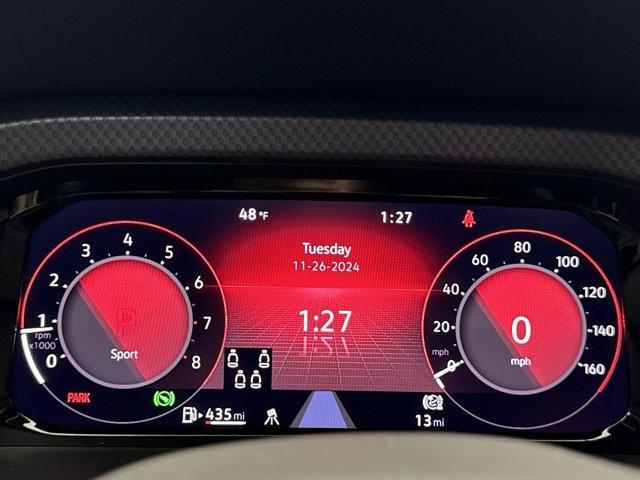 48 °F 1:27
Tuesday
11-26-2024
1:27
0 1 2 3 4 5 6 7 8
rpm
x1000
P
Sport
PARK
435 mi
0 20 40 60 80 100 120 140 160
mph
0
mph
13 mi